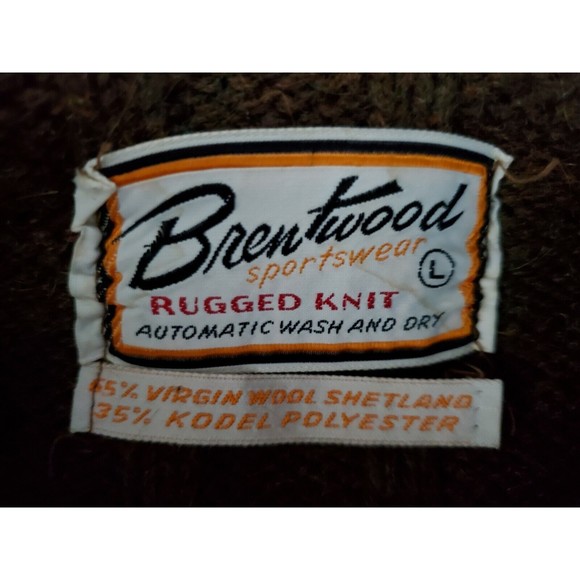 Brentwood
sportswear
L
RUGGED KNIT
AUTOMATIC WASH AND DRY
65% VIRGIN WOOL SHETLAND
35% KODEL POLYESTER